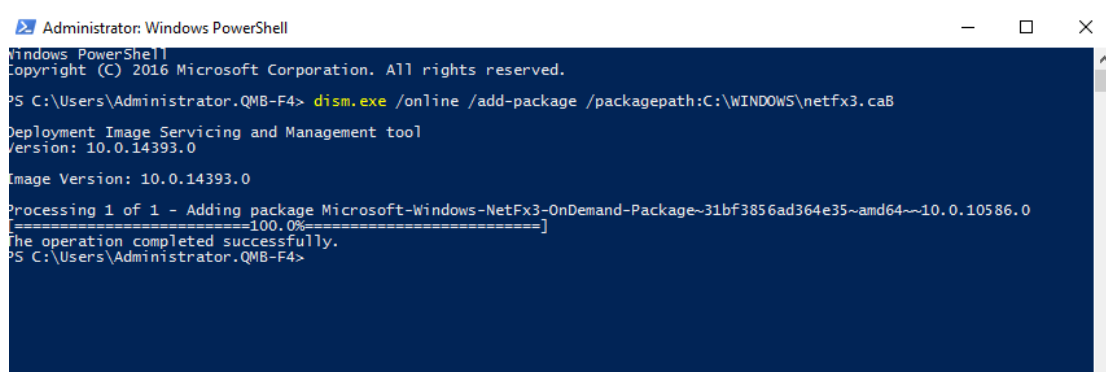 Administrator: Windows PowerShell
Windows PowerShell
Copyright (C) 2016 Microsoft Corporation. All rights reserved.
PS C:\Users\Administrator.QMB-F4> dism.exe /online /add-package /packagepath:C:\WINDOWS\netfx3.caB
Deployment Image Servicing and Management tool
Version: 10.0.14393.0
Image Version: 10.0.14393.0
Processing 1 of 1 - Adding package Microsoft-Windows-NetFx3-OnDemand-Package~31bf3856ad364e35~amd64~~10.0.10586.0
[==========================100.0%==========================]
The operation completed successfully.
PS C:\Users\Administrator.QMB-F4>